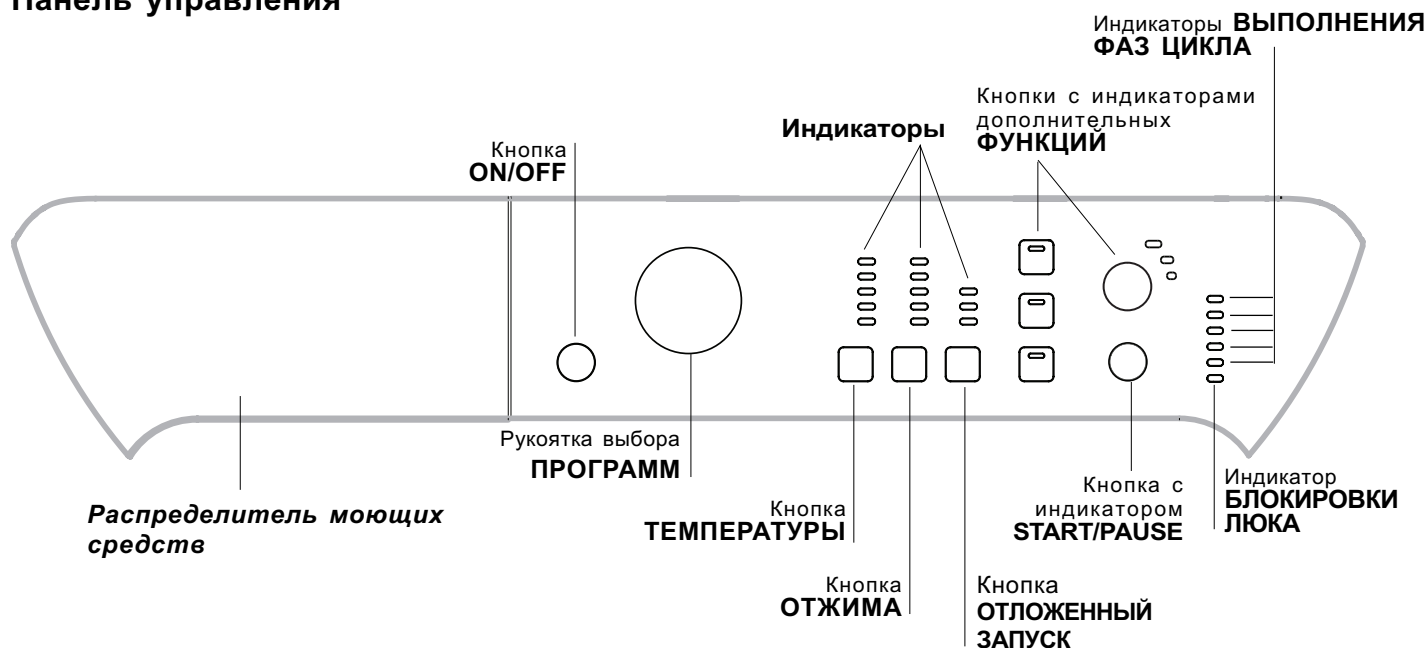 Панель управления
Индикаторы ВЫПОЛНЕНИЯ
ФАЗ ЦИКЛА
Кнопки с индикаторами
дополнительных
ФУНКЦИЙ
Индикаторы
Кнопка
ON/OFF
Рукоятка выбора
ПРОГРАММ
Распределитель моющих
средств
Кнопка
ТЕМПЕРАТУРЫ
Кнопка с
индикатором
START/PAUSE
Индикатор
БЛОКИРОВКИ
ЛЮКА
Кнопка
ОТЖИМА
Кнопка
ОТЛОЖЕННЫЙ
ЗАПУСК